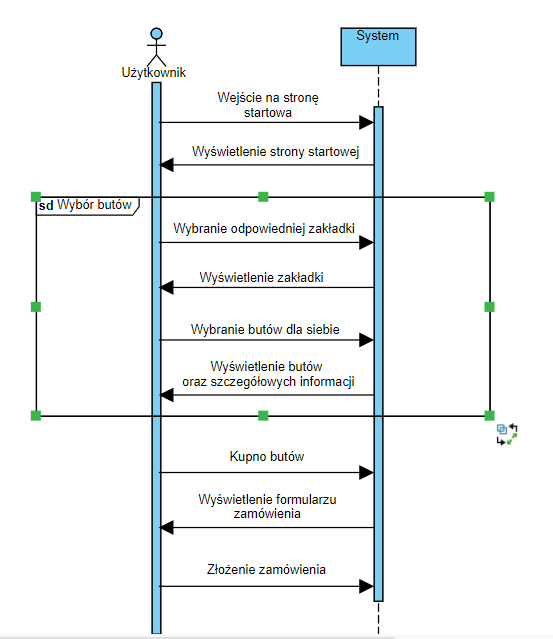 System
Użytkownik
Wejście na stronę
startowa
Wyświetlenie strony startowej
sd Wybór butów
Wybranie odpowiedniej zakładki
Wyświetlenie zakładki
Wybranie butów dla siebie
Wyświetlenie butów
oraz szczegółowych informacji
Kupno butów
Wyświetlenie formularzu
zamówienia
Złożenie zamówienia